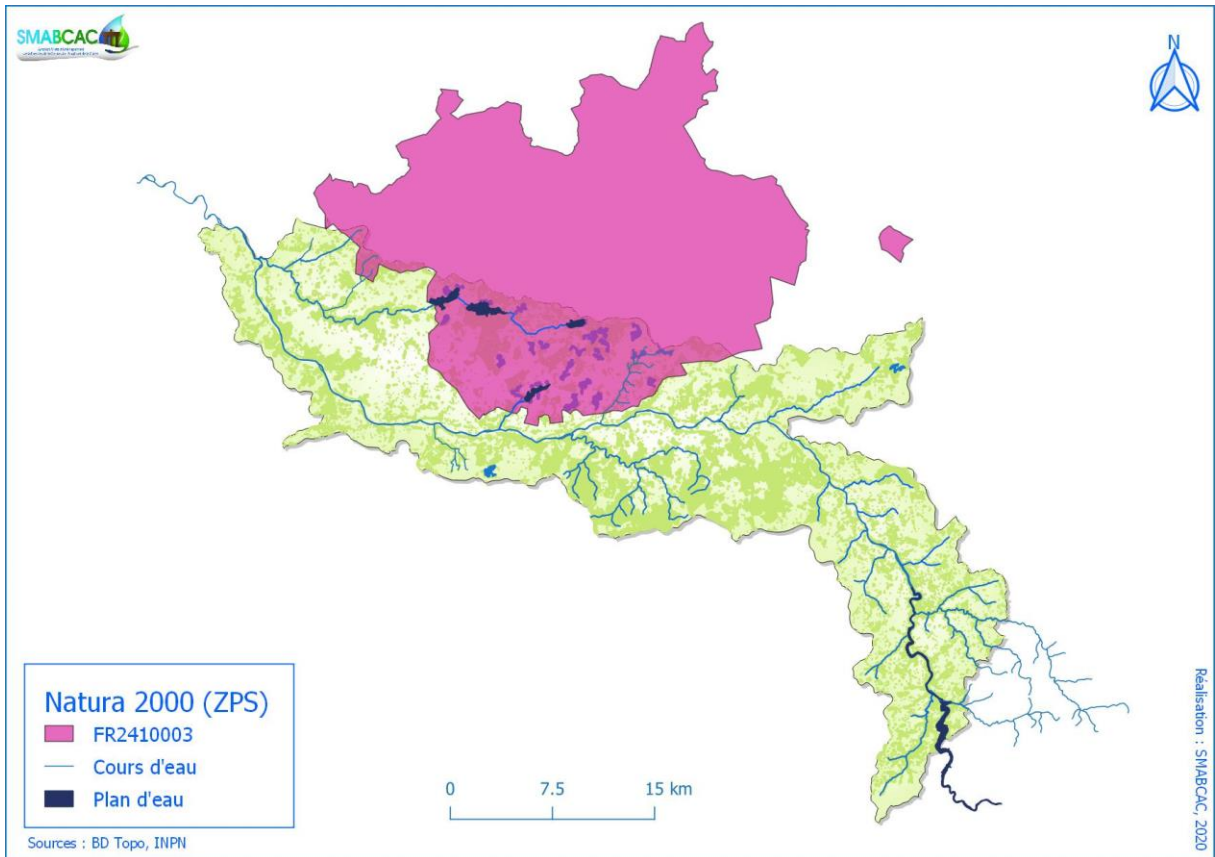 SMABCAC
N
Natura 2000 (ZPS)
FR2410003
Cours d'eau
Plan d'eau
0 7.5 15 km
Sources : BD Topo, INPN
Réalisation : SMABCAC, 2020